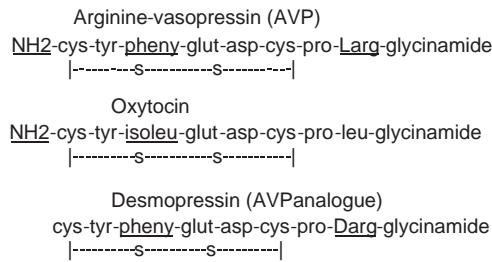 Arginine-vasopressin (AVP)
NH2-cys-tyr-pheny-glut-asp-cys-pro-Larg-glycinamide
|---------s-----------s-----------|
Oxytocin
NH2-cys-tyr-isoleu-glut-asp-cys-pro-leu-glycinamide
|----------s-----------s-----------|
Desmopressin (AVPanalogue)
cys-tyr-pheny-glut-asp-cys-pro-Darg-glycinamide
|---------s----------s----------|